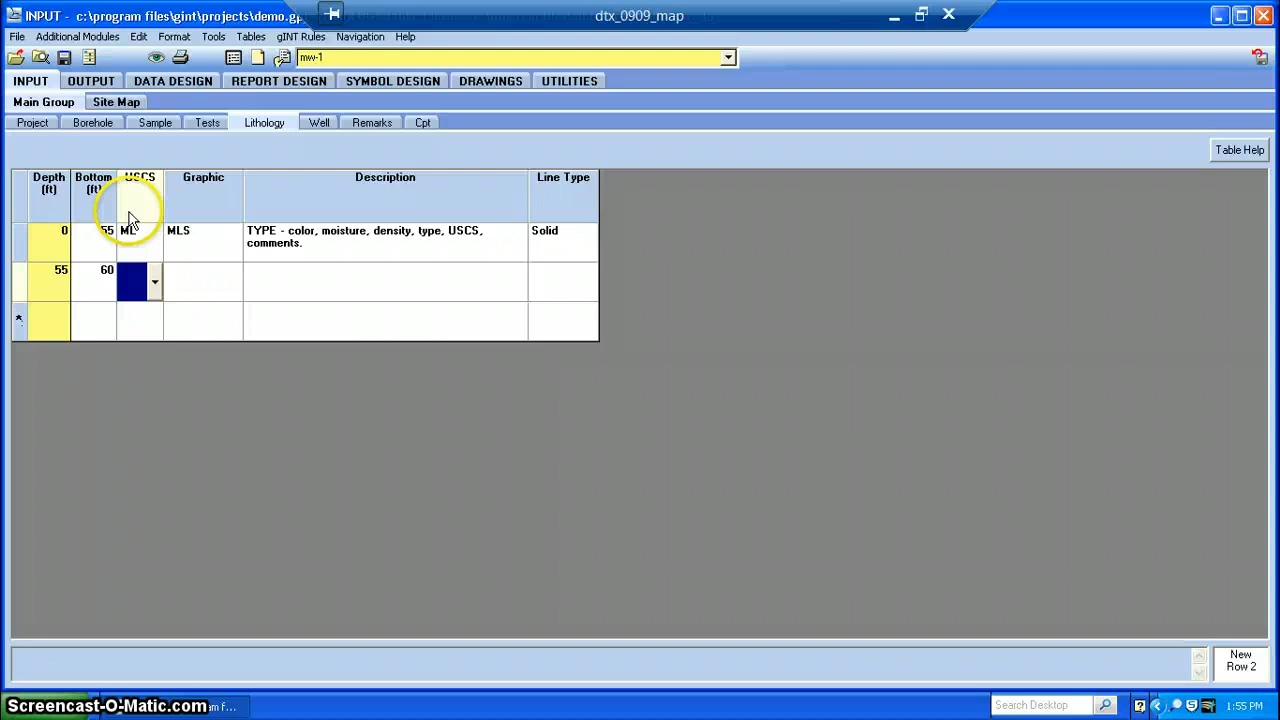 INPUT - c:\program files\gint\projects\demo.gp
dtx_0909_map
File Additional Modules Edit Format Tools Tables gINT Rules Navigation Help
mw-1
INPUT OUTPUT DATA DESIGN REPORT DESIGN SYMBOL DESIGN DRAWINGS UTILITIES
Main Group Site Map
Project Borehole Sample Tests Lithology Well Remarks Cpt
Table Help
Depth Bottom USCS Graphic Description Line Type
(ft) (ft)
0 55 ML MLS TYPE - color, moisture, density, type, USCS, Solid
comments.
55 60
*
New
Row 2
Screencast-O-Matic.com
am f...
Search Desktop
1:55 PM